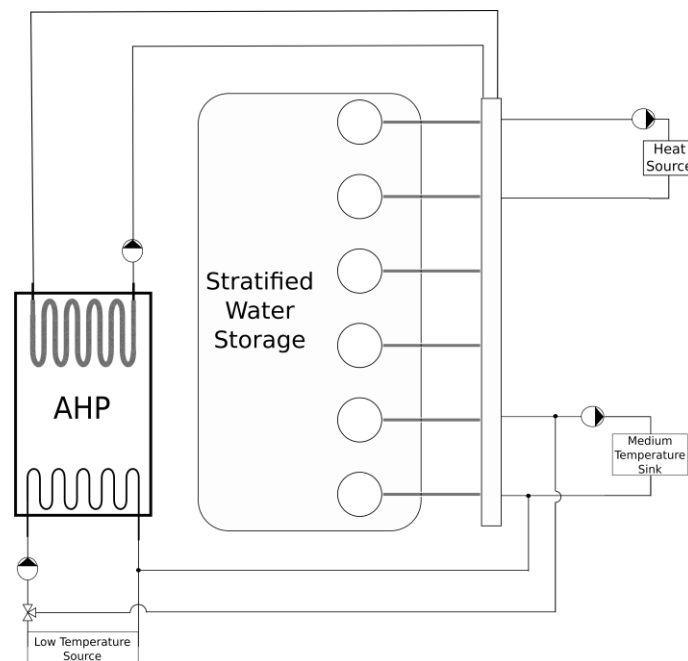 Heat
Source
Stratified
Water
Storage
AHP
Medium
Temperature
Sink
Low Temperature
Source